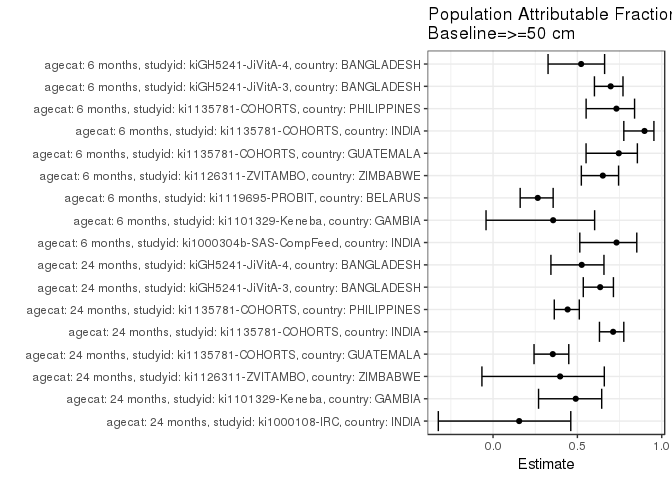 Population Attributable Fraction
Baseline=>=50 cm
agecat: 6 months, studyid: kiGH5241-JiVitA-4, country: BANGLADESH
agecat: 6 months, studyid: kiGH5241-JiVitA-3, country: BANGLADESH
agecat: 6 months, studyid: ki1135781-COHORTS, country: PHILIPPINES
agecat: 6 months, studyid: ki1135781-COHORTS, country: INDIA
agecat: 6 months, studyid: ki1135781-COHORTS, country: GUATEMALA
agecat: 6 months, studyid: ki1126311-ZVITAMBO, country: ZIMBABWE
agecat: 6 months, studyid: ki1119695-PROBIT, country: BELARUS
agecat: 6 months, studyid: ki1101329-Keneba, country: GAMBIA
agecat: 6 months, studyid: ki1000304b-SAS-CompFeed, country: INDIA
agecat: 24 months, studyid: kiGH5241-JiVitA-4, country: BANGLADESH
agecat: 24 months, studyid: kiGH5241-JiVitA-3, country: BANGLADESH
agecat: 24 months, studyid: ki1135781-COHORTS, country: PHILIPPINES
agecat: 24 months, studyid: ki1135781-COHORTS, country: INDIA
agecat: 24 months, studyid: ki1135781-COHORTS, country: GUATEMALA
agecat: 24 months, studyid: ki1126311-ZVITAMBO, country: ZIMBABWE
agecat: 24 months, studyid: ki1101329-Keneba, country: GAMBIA
agecat: 24 months, studyid: ki1000108-IRC, country: INDIA
0.0 0.5 1.0
Estimate